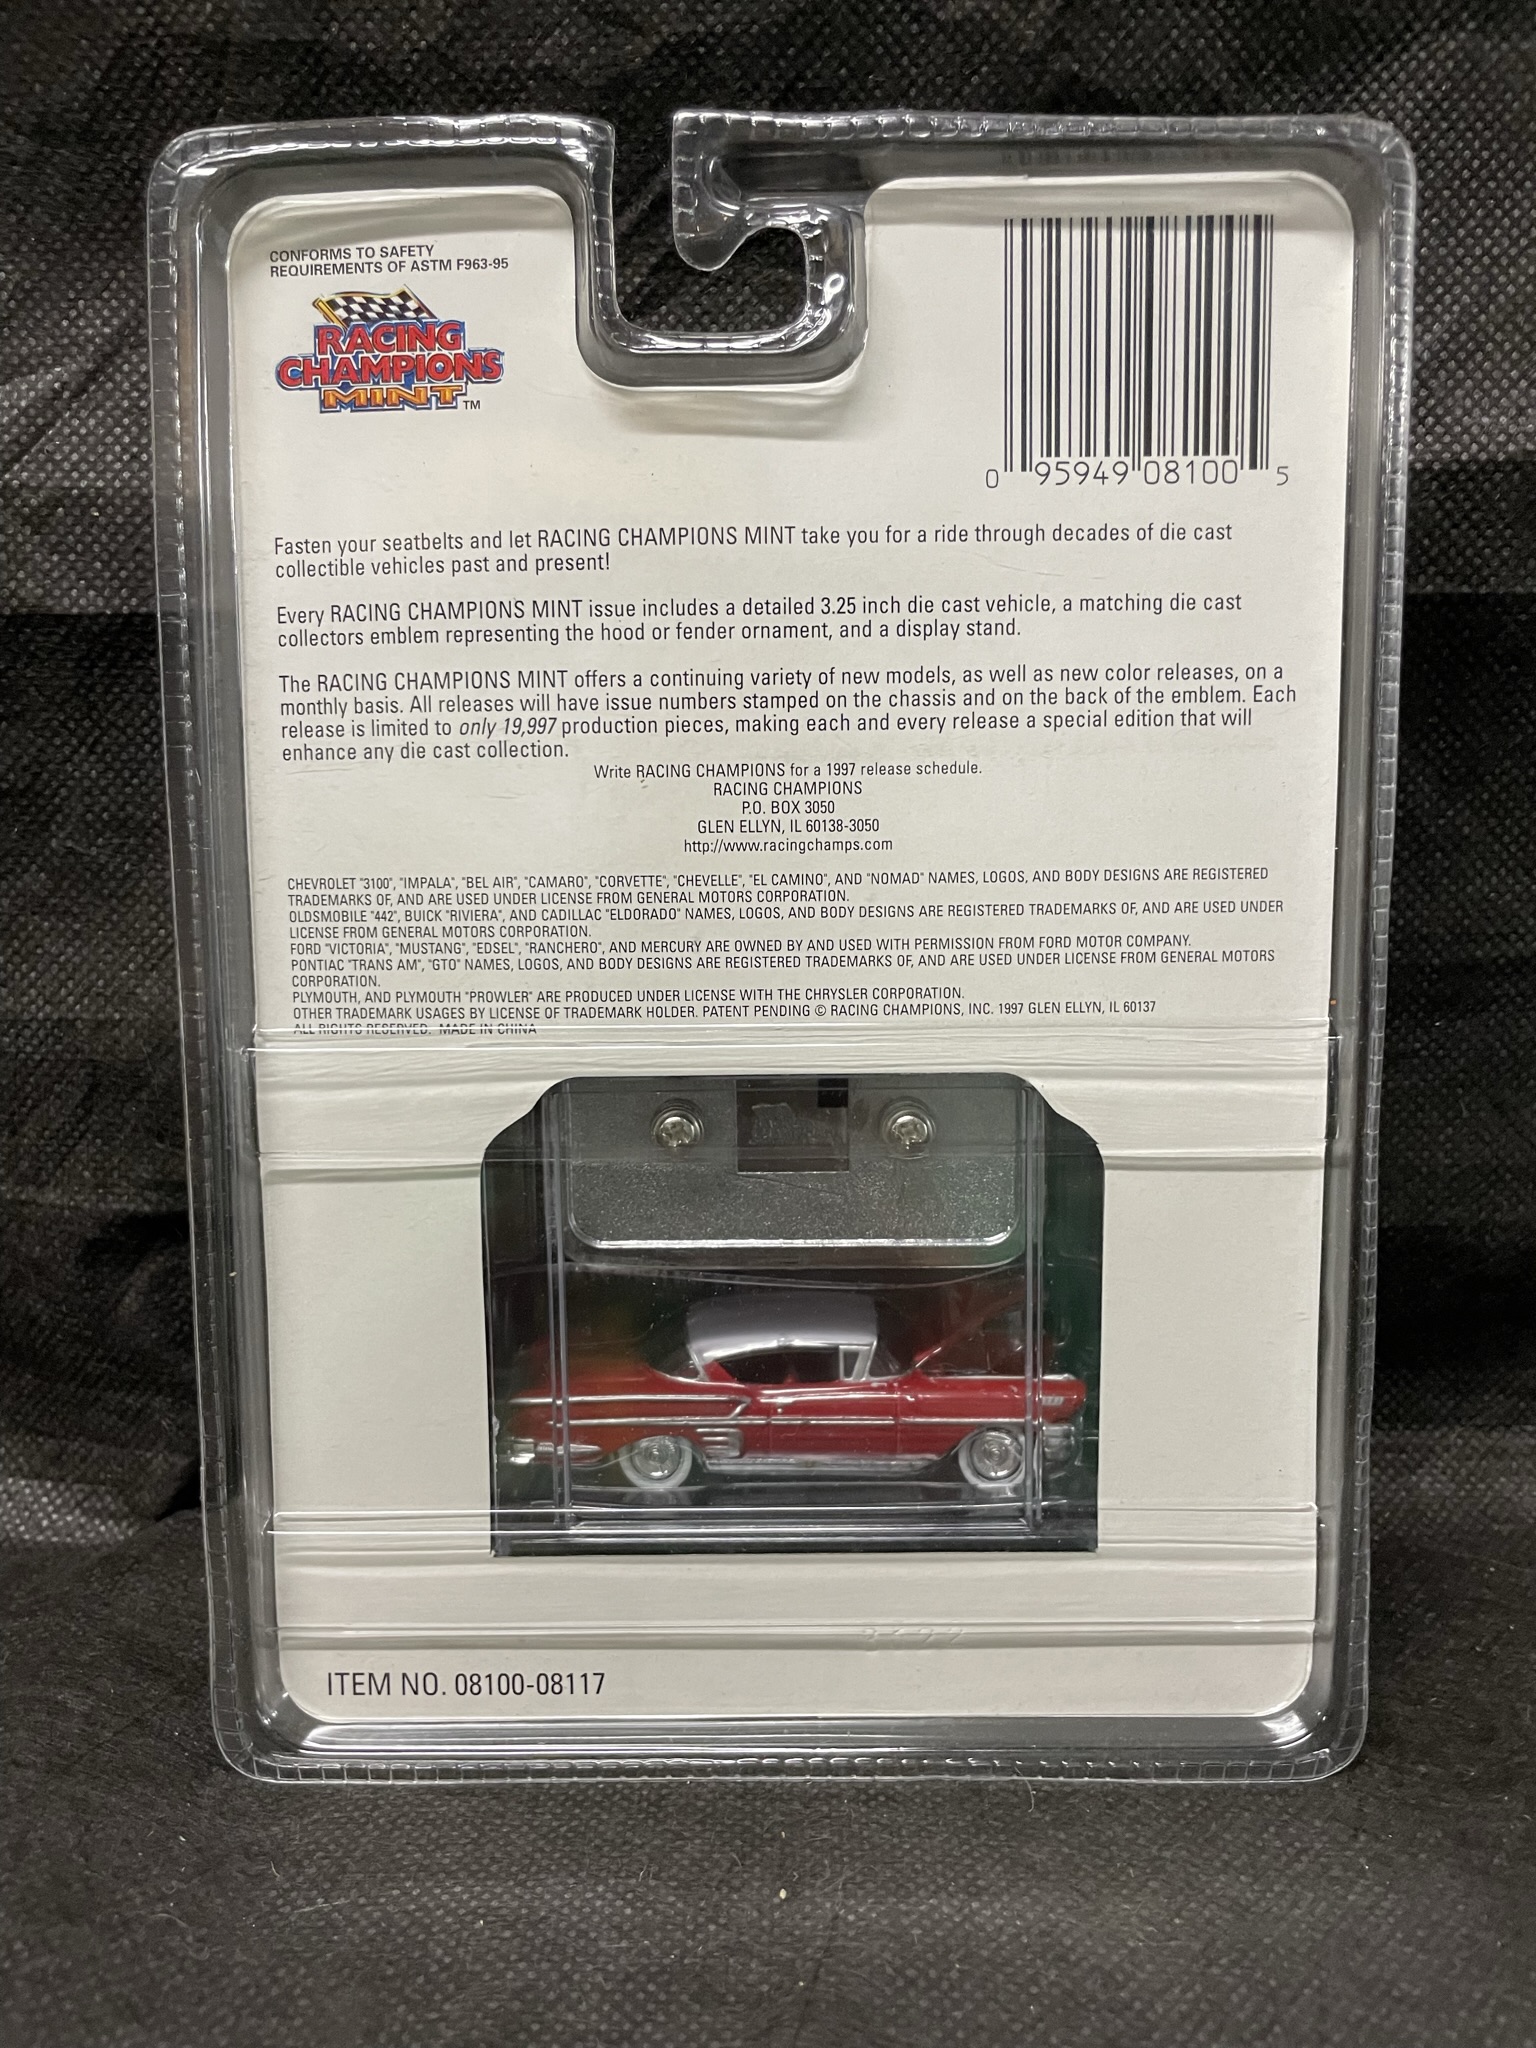 CONFORMS TO SAFETY
REQUIREMENTS OF ASTM F963-95
RACING
CHAMPIONS
MINT™
0 95949 08100 5
Fasten your seatbelts and let RACING CHAMPIONS MINT take you for a ride through decades of die cast
collectible vehicles past and present!
Every RACING CHAMPIONS MINT issue includes a detailed 3.25 inch die cast vehicle, a matching die cast
collectors emblem representing the hood or fender ornament, and a display stand.
The RACING CHAMPIONS MINT offers a continuing variety of new models, as well as new color releases, on a
monthly basis. All releases will have issue numbers stamped on the chassis and on the back of the emblem. Each
release is limited to only 19,997 production pieces, making each and every release a special edition that will
enhance any die cast collection.
Write RACING CHAMPIONS for a 1997 release schedule.
RACING CHAMPIONS
P.O. BOX 3050
GLEN ELLYN, IL 60138-3050
http://www.racingchamps.com
CHEVROLET "3100", "IMPALA", "BEL AIR", "CAMARO", "CORVETTE", "CHEVELLE", "EL CAMINO", AND "NOMAD" NAMES, LOGOS, AND BODY DESIGNS ARE REGISTERED
TRADEMARKS OF, AND ARE USED UNDER LICENSE FROM GENERAL MOTORS CORPORATION.
OLDSMOBILE "442", BUICK "RIVIERA", AND CADILLAC "ELDORADO" NAMES, LOGOS, AND BODY DESIGNS ARE REGISTERED TRADEMARKS OF, AND ARE USED UNDER
LICENSE FROM GENERAL MOTORS CORPORATION.
FORD "VICTORIA", "MUSTANG", "EDSEL", "RANCHERO", AND MERCURY ARE OWNED BY AND USED WITH PERMISSION FROM FORD MOTOR COMPANY.
PONTIAC "TRANS AM", "GTO" NAMES, LOGOS, AND BODY DESIGNS ARE REGISTERED TRADEMARKS OF, AND ARE USED UNDER LICENSE FROM GENERAL MOTORS
CORPORATION.
PLYMOUTH, AND PLYMOUTH "PROWLER" ARE PRODUCED UNDER LICENSE WITH THE CHRYSLER CORPORATION.
OTHER TRADEMARK USAGES BY LICENSE OF TRADEMARK HOLDER. PATENT PENDING © RACING CHAMPIONS, INC. 1997 GLEN ELLYN, IL 60137
ALL RIGHTS RESERVED. MADE IN CHINA
ITEM NO. 08100-08117